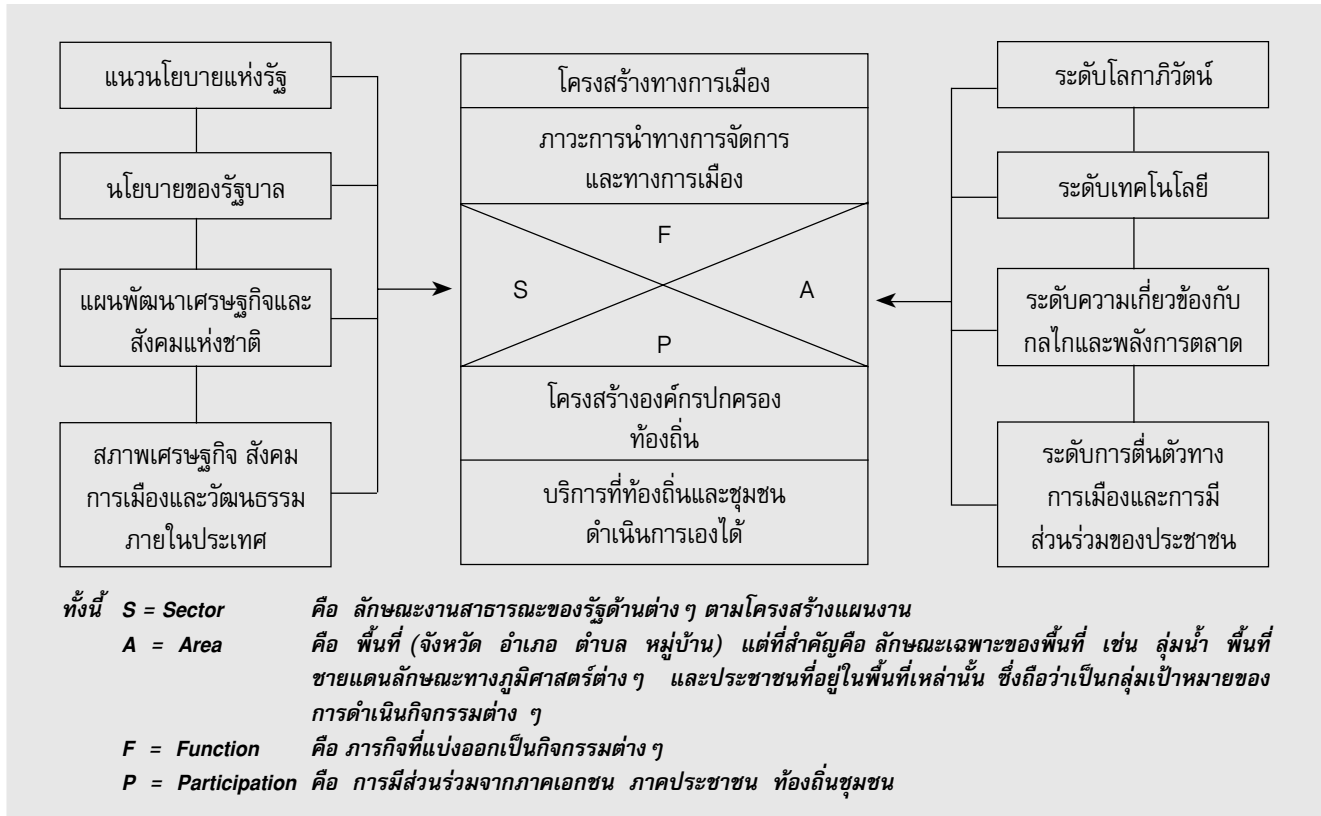 แนวนโยบายแห่งรัฐ
นโยบายของรัฐบาล
แผนพัฒนาเศรษฐกิจและ
สังคมแห่งชาติ
สภาพเศรษฐกิจ สังคม
การเมืองและวัฒนธรรม
ภายในประเทศ
โครงสร้างทางการเมือง
ภาวะการนำทางการจัดการ
และทางการเมือง
F
S
A
P
โครงสร้างองค์กรปกครอง
ท้องถิ่น
บริการที่ท้องถิ่นและชุมชน
ดำเนินการเองได้
ระดับโลกาภิวัตน์
ระดับเทคโนโลยี
ระดับความเกี่ยวข้องกับ
กลไกและพลังการตลาด
ระดับการตื่นตัวทาง
การเมืองและการมี
ส่วนร่วมของประชาชน
ทั้งนี้ S = Sector คือ ลักษณะงานสาธารณะของรัฐด้านต่าง ๆ ตามโครงสร้างแผนงาน
A = Area คือ พื้นที่ (จังหวัด อำเภอ ตำบล หมู่บ้าน) แต่ที่สำคัญคือ ลักษณะเฉพาะของพื้นที่ เช่น ลุ่มน้ำ พื้นที่
ชายแดนลักษณะทางภูมิศาสตร์ต่าง ๆ และประชาชนที่อยู่ในพื้นที่เหล่านั้น ซึ่งถือว่าเป็นกลุ่มเป้าหมายของ
การดำเนินกิจกรรมต่าง ๆ
F = Function คือ ภารกิจที่แบ่งออกเป็นกิจกรรมต่าง ๆ
P = Participation คือ การมีส่วนร่วมจากภาคเอกชน ภาคประชาชน ท้องถิ่นชุมชน